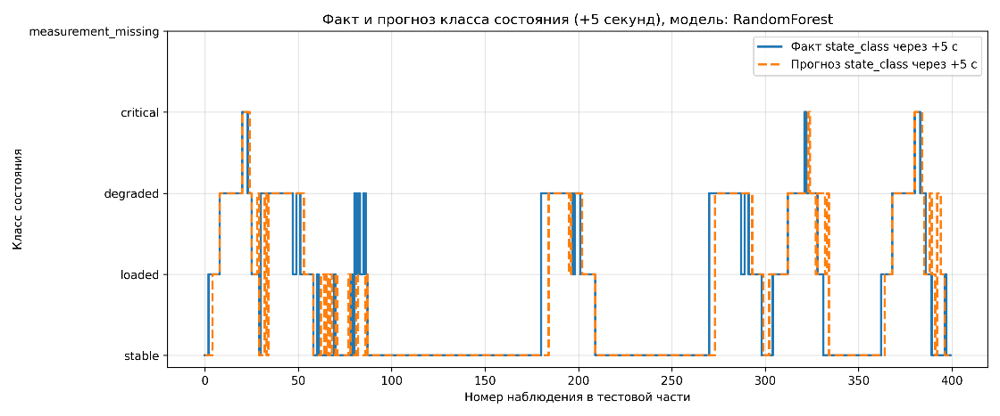 Факт и прогноз класса состояния (+5 секунд), модель: RandomForest
measurement_missing
critical
degraded
loaded
stable
Класс состояния
Факт state_class через +5 с
Прогноз state_class через +5 с
0 50 100 150 200 250 300 350 400
Номер наблюдения в тестовой части